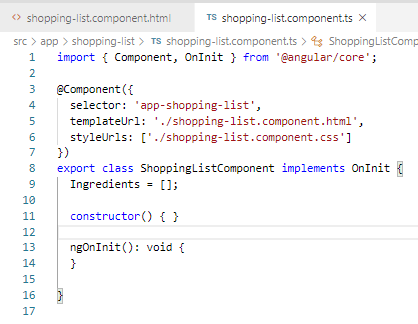 <> shopping-list.component.html TS shopping-list.component.ts ×
src > app > shopping-list > TS shopping-list.component.ts > ShoppingListComp
1 import { Component, OnInit } from '@angular/core';
2
3 @Component({
4 selector: 'app-shopping-list',
5 templateUrl: './shopping-list.component.html',
6 styleUrls: ['./shopping-list.component.css']
7 })
8 export class ShoppingListComponent implements OnInit {
9 Ingredients = [];
10
11 constructor() { }
12
13 ngOnInit(): void {
14 }
15
16 }
17